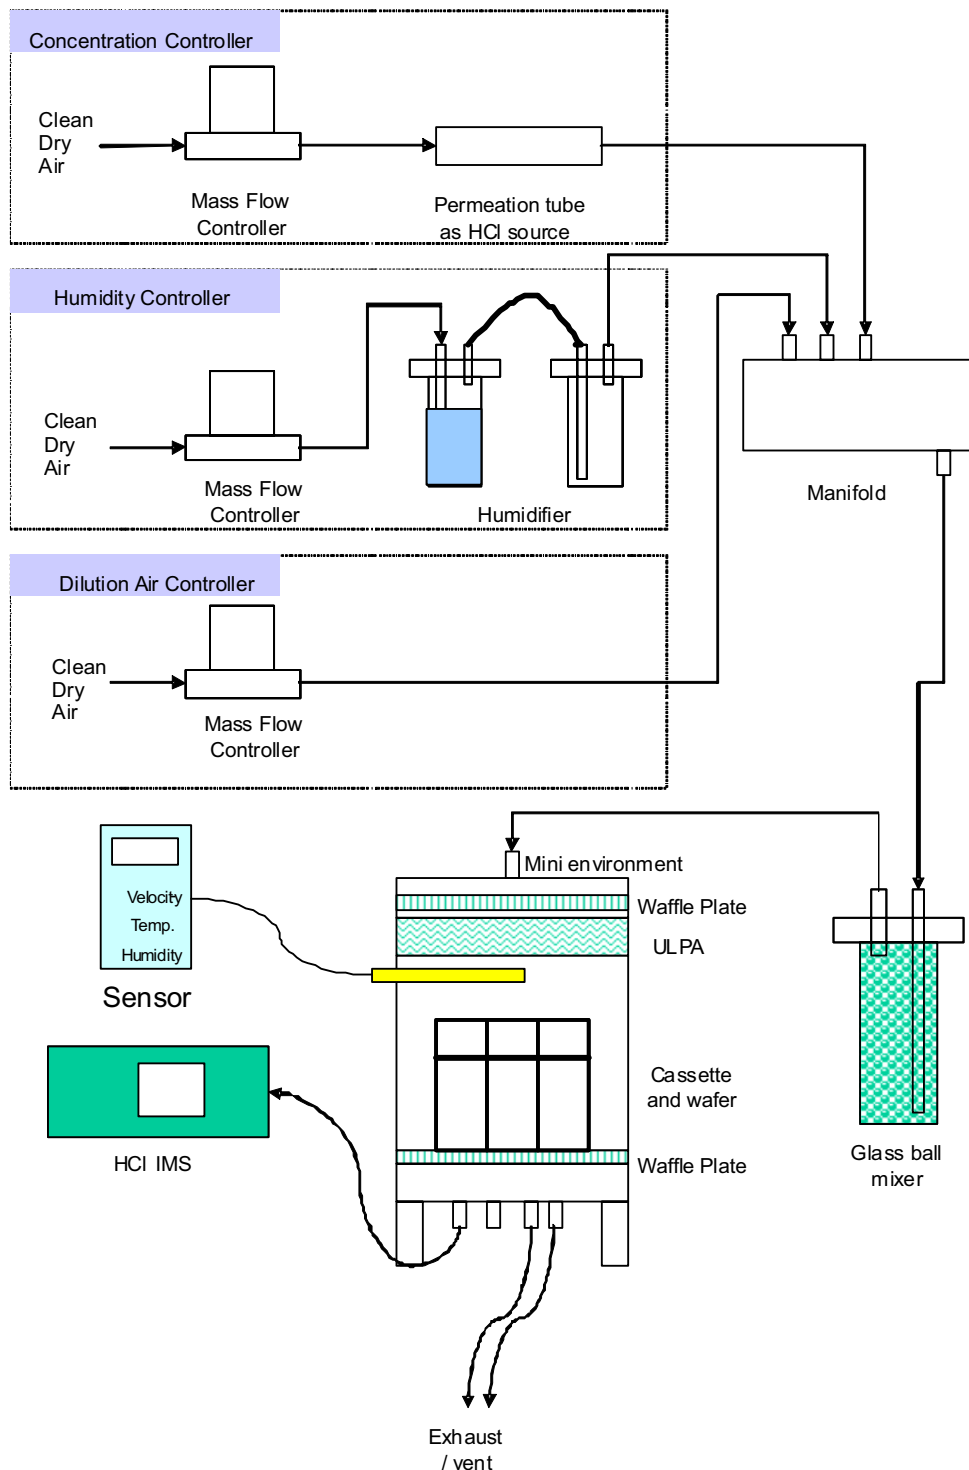 Concentration Controller
Clean
Dry
Air
Mass Flow
Controller
Permeation tube
as HCl source
Humidity Controller
Clean
Dry
Air
Mass Flow
Controller
Humidifier
Manifold
Dilution Air Controller
Clean
Dry
Air
Mass Flow
Controller
Velocity
Temp.
Humidity
Sensor
Mini environment
Waffle Plate
ULPA
Cassette
and wafer
Waffle Plate
Glass ball
mixer
HCl IMS
Exhaust
/ vent